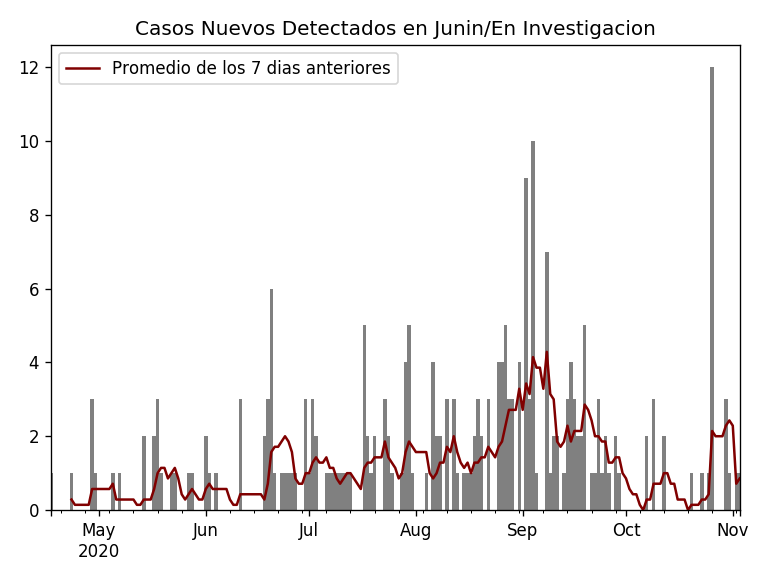 Casos Nuevos Detectados en Junin/En Investigacion
Promedio de los 7 dias anteriores
12
10
8
6
4
2
0
May
2020
Jun
Jul
Aug
Sep
Oct
Nov